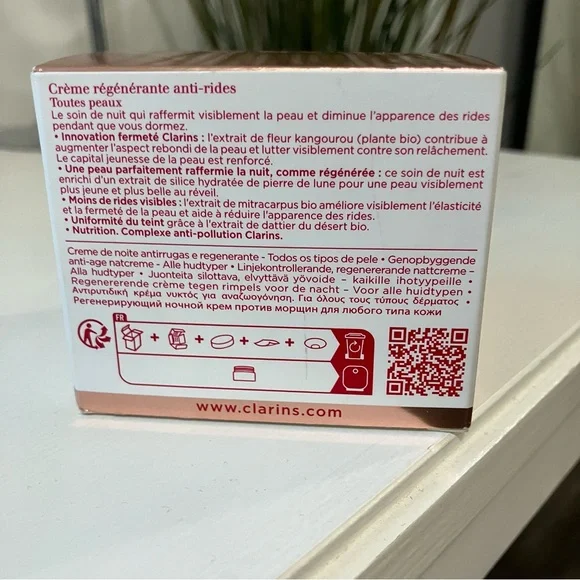 Crème régénérante anti-rides
Toutes peaux
Le soin de nuit qui raffermit visiblement la peau et diminue l'apparence des rides
pendant que vous dormez.
• Innovation fermeté Clarins : l'extrait de fleur kangourou (plante bio) contribue à
augmenter l'aspect rebondi de la peau et lutter visiblement contre son relâchement.
Le capital jeunesse de la peau est renforcé.
• Une peau parfaitement raffermie la nuit, comme régénérée : ce soin de nuit est
enrichi d'un extrait de silice hydratée de pierre de lune pour une peau visiblement
plus jeune et plus belle au réveil.
• Moins de rides visibles : l'extrait de mitracarpus bio améliore visiblement l'élasticité
et la fermeté de la peau et aide à réduire l'apparence des rides.
• Uniformité du teint grâce à l'extrait de dattier du désert bio.
• Nutrition. Complexe anti-pollution Clarins.
Creme de noite antirrugas e regenerante - Todos os tipos de pele • Genopbyggende
anti-age natcreme - Alle hudtyper • Linjekontrollerande, regenererande nattcreme -
Alla hudtyper • Juonteita silottava, elvyttävä yövoide - kaikille ihotyypeille •
Regenererende crème tegen rimpels voor de nacht - Voor alle huidtypen •
Αντιρυτιδική κρέμα νυκτός για αναζωογόνηση. Για όλους τους τύπους δέρματος •
Регенерирующий ночной крем против морщин для любого типа кожи
FR
www.clarins.com